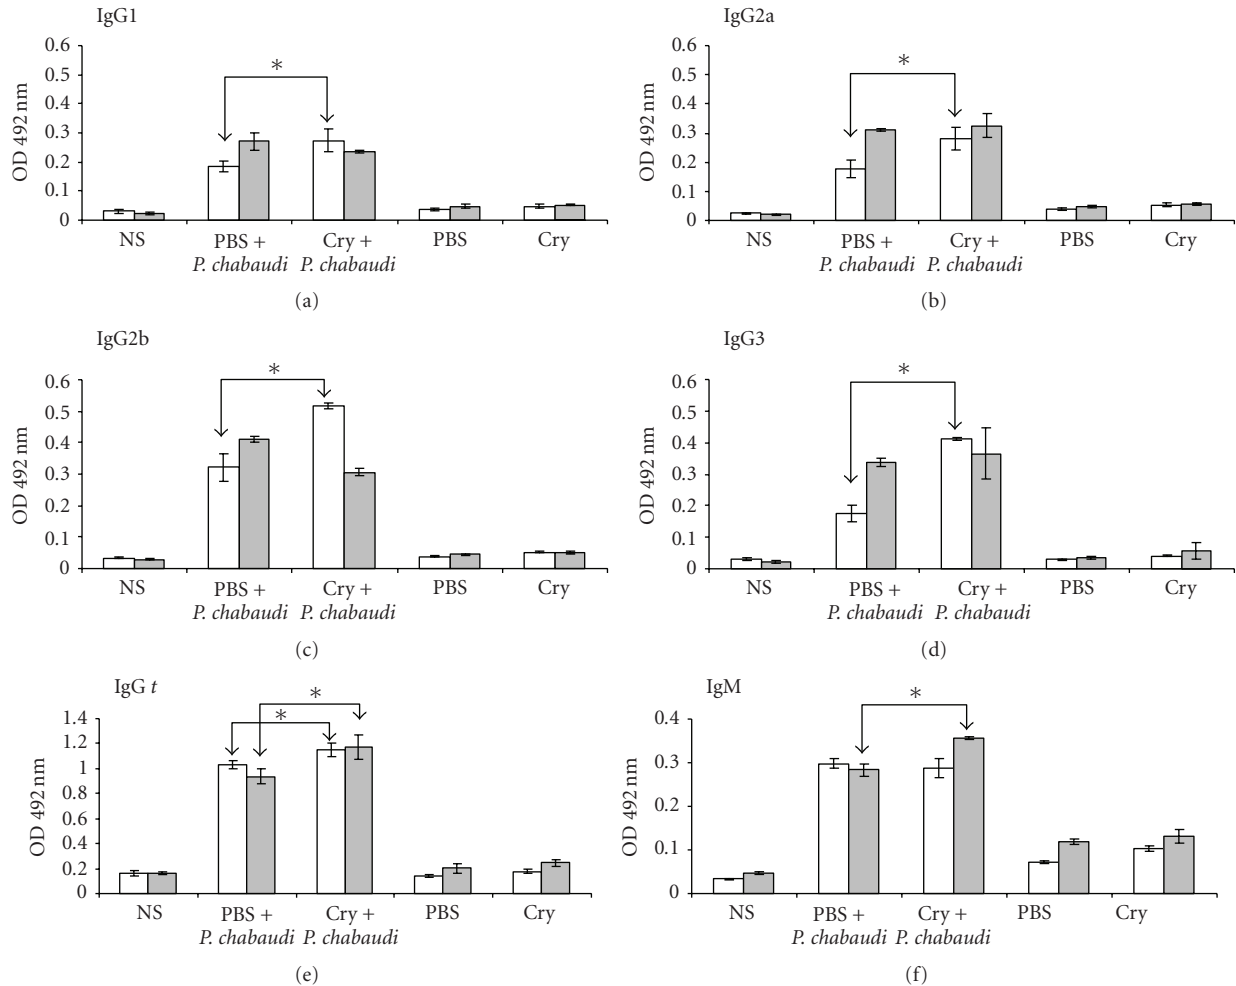 IgG1
0.6
0.5
0.4
0.3
0.2
0.1
0
OD 492 nm
*
NS
PBS +
P. chabaudi
Cry +
P. chabaudi
PBS
Cry
(a)
IgG2a
0.6
0.5
0.4
0.3
0.2
0.1
0
OD 492 nm
*
NS
PBS +
P. chabaudi
Cry +
P. chabaudi
PBS
Cry
(b)
IgG2b
0.6
0.5
0.4
0.3
0.2
0.1
0
OD 492 nm
*
NS
PBS +
P. chabaudi
Cry +
P. chabaudi
PBS
Cry
(c)
IgG3
0.6
0.5
0.4
0.3
0.2
0.1
0
OD 492 nm
*
NS
PBS +
P. chabaudi
Cry +
P. chabaudi
PBS
Cry
(d)
IgG t
1.4
1.2
1
0.8
0.6
0.4
0.2
0
OD 492 nm
*
*
NS
PBS +
P. chabaudi
Cry +
P. chabaudi
PBS
Cry
(e)
IgM
0.4
0.3
0.2
0.1
0
OD 492 nm
*
NS
PBS +
P. chabaudi
Cry +
P. chabaudi
PBS
Cry
(f)